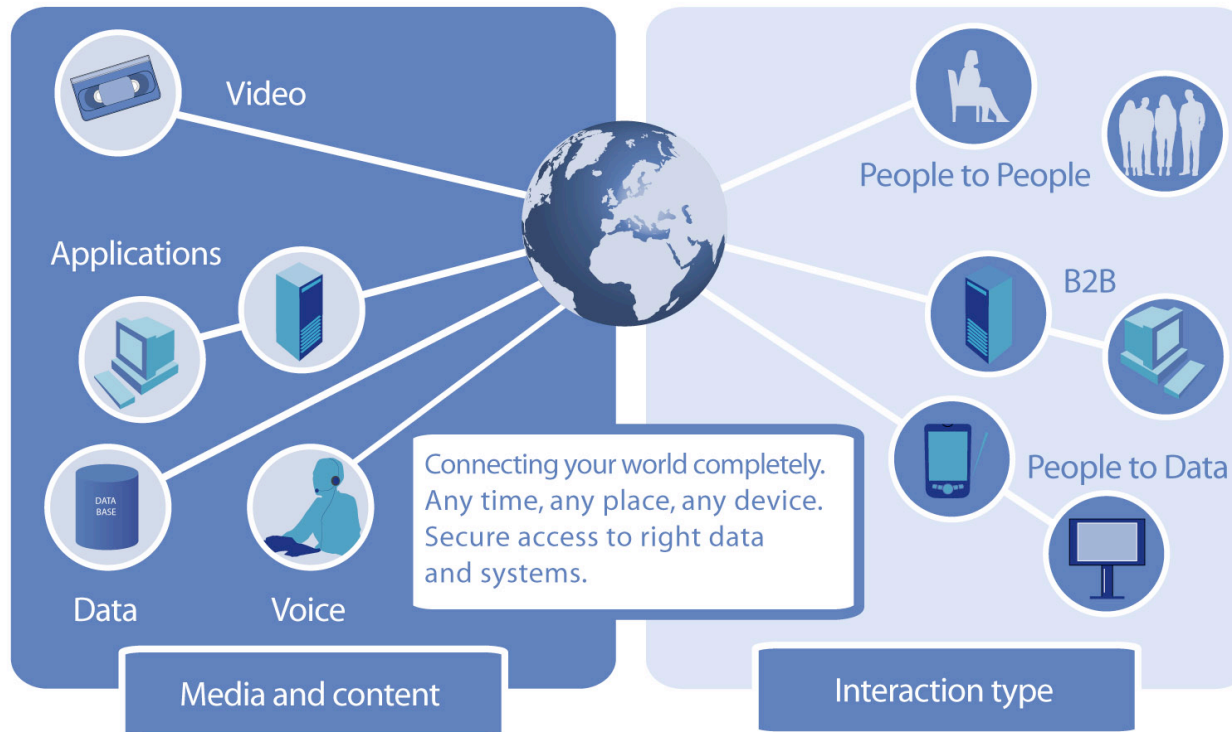 Video
People to People
Applications
B2B
Connecting your world completely.
Any time, any place, any device.
Secure access to right data
and systems.
People to Data
DATA
BASE
Data
Voice
Media and content
Interaction type